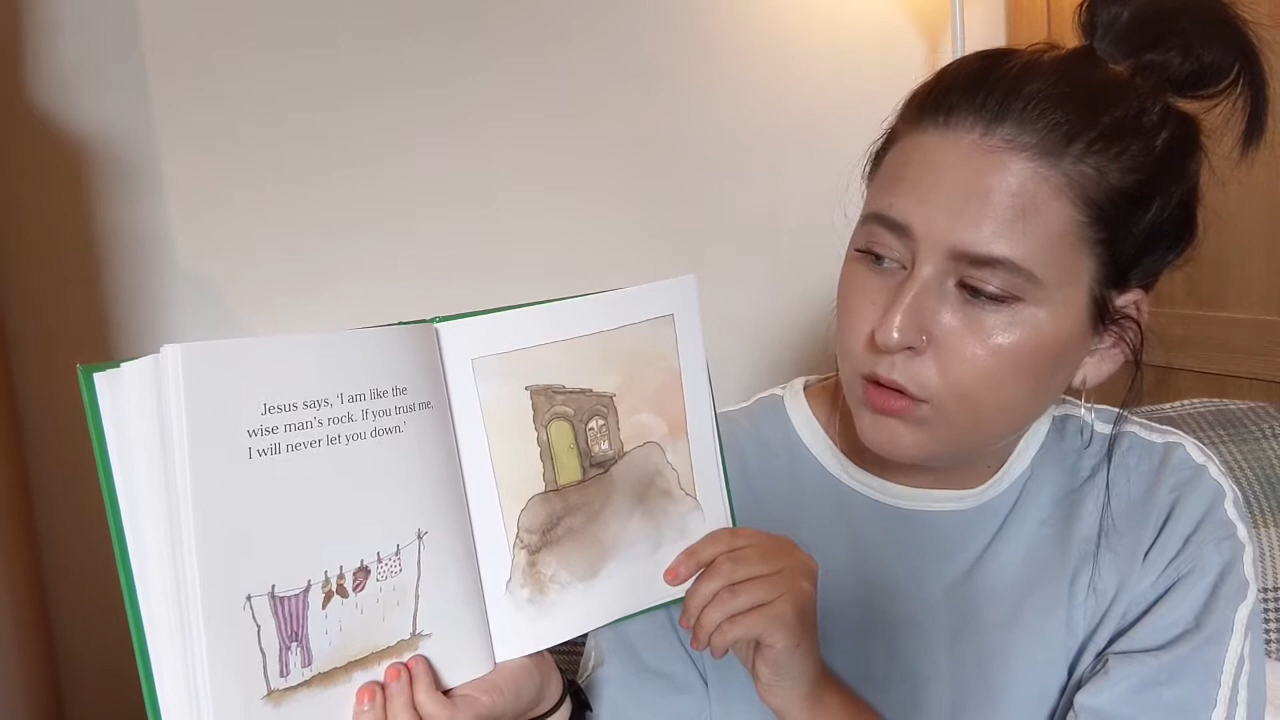 Jesus says, 'I am like the
wise man's rock. If you trust me,
I will never let you down.'